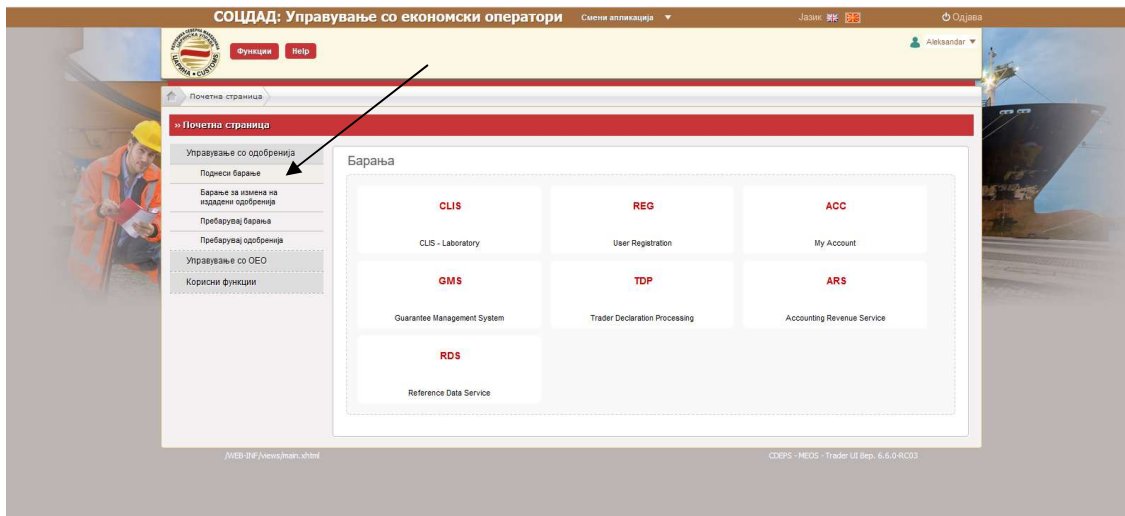 СОЦДАД: Управување со економски оператори
Смени апликација
Јазик
Одјава
ЦАРИНА • CUSTOMS
Функции
Help
Aleksandar
Почетна страница
» Почетна страница
Управување со одобренија
Поднеси барање
Барање за измена на
издадени одобренија
Пребарувај барања
Пребарувај одобренија
Управување со ОЕО
Корисни функции
Барања
CLIS
REG
ACC
CLIS - Laboratory
User Registration
My Account
GMS
TDP
ARS
Guarantee Management System
Trader Declaration Processing
Accounting Revenue Service
RDS
Reference Data Service
/WEB-INF/views/main.xhtml
CDEPS - MEOS - Trader UI Вер. 6.6.0-RC03